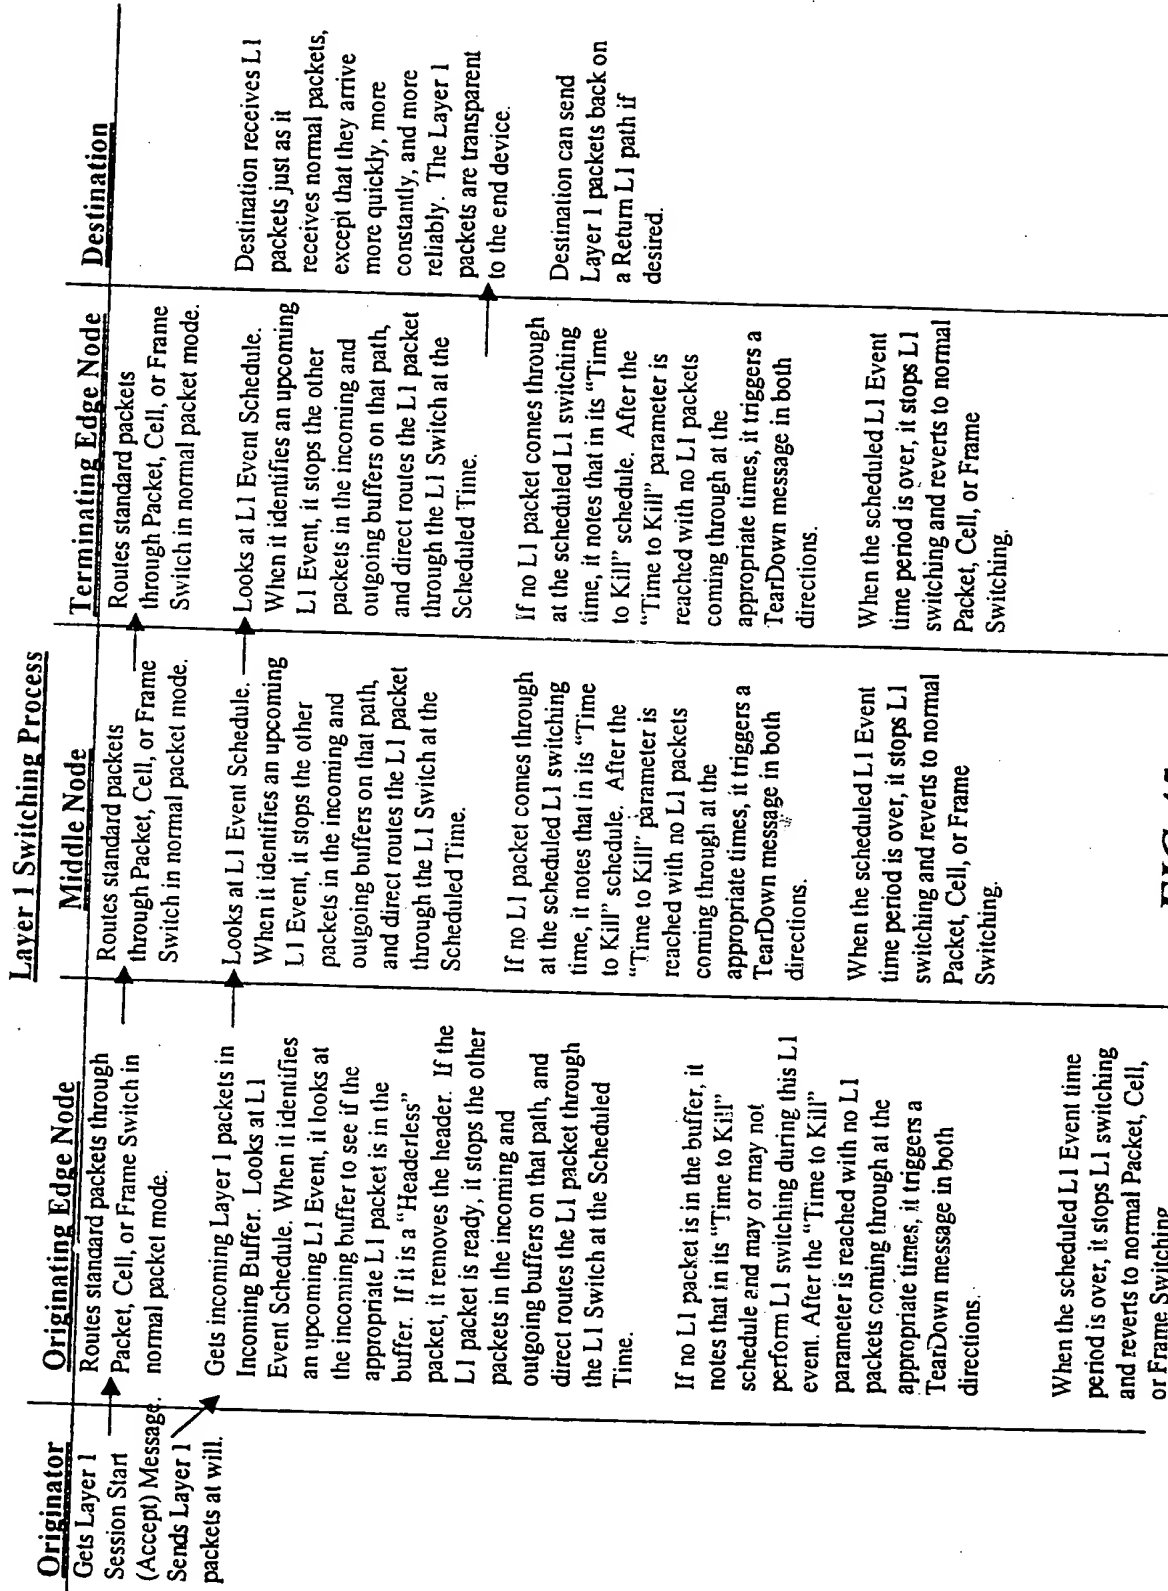 Layer 1 Switching Process
Originator
Gets Layer 1
Session Start
(Accept) Message.
Sends Layer 1
packets at will.
Originating Edge Node
Routes standard packets through
Packet, Cell, or Frame Switch in
normal packet mode.
Gets incoming Layer 1 packets in
Incoming Buffer. Looks at L1
Event Schedule. When it identifies
an upcoming L1 Event, it looks at
the incoming buffer to see if the
appropriate L1 packet is in the
buffer. If it is a "Headerless"
packet, it removes the header. If the
L1 packet is ready, it stops the other
packets in the incoming and
outgoing buffers on that path, and
direct routes the L1 packet through
the L1 Switch at the Scheduled
Time.
If no L1 packet is in the buffer, it
notes that in its "Time to Kill"
schedule and may or may not
perform L1 switching during this L1
event. After the "Time to Kill"
parameter is reached with no L1
packets coming through at the
appropriate times, it triggers a
TearDown message in both
directions.
When the scheduled L1 Event time
period is over, it stops L1 switching
and reverts to normal Packet, Cell,
or Frame Switching
Middle Node
Routes standard packets
through Packet, Cell, or Frame
Switch in normal packet mode.
Looks at L1 Event Schedule.
When it identifies an upcoming
L1 Event, it stops the other
packets in the incoming and
outgoing buffers on that path,
and direct routes the L1 packet
through the L1 Switch at the
Scheduled Time.
If no L1 packet comes through
at the scheduled L1 switching
time, it notes that in its "Time
to Kill" schedule. After the
"Time to Kill" parameter is
reached with no L1 packets
coming through at the
appropriate times, it triggers a
TearDown message in both
directions.
When the scheduled L1 Event
time period is over, it stops L1
switching and reverts to normal
Packet, Cell, or Frame
Switching.
Terminating Edge Node
Routes standard packets
through Packet, Cell, or Frame
Switch in normal packet mode.
Looks at L1 Event Schedule.
When it identifies an upcoming
L1 Event, it stops the other
packets in the incoming and
outgoing buffers on that path,
and direct routes the L1 packet
through the L1 Switch at the
Scheduled Time.
If no L1 packet comes through
at the scheduled L1 switching
time, it notes that in its "Time
to Kill" schedule. After the
"Time to Kill" parameter is
reached with no L1 packets
coming through at the
appropriate times, it triggers a
TearDown message in both
directions.
When the scheduled L1 Event
time period is over, it stops L1
switching and reverts to normal
Packet, Cell, or Frame
Switching.
Destination
Destination receives L1
packets just as it
receives normal packets,
except that they arrive
more quickly, more
constantly, and more
reliably. The Layer 1
packets are transparent
to the end device.
Destination can send
Layer 1 packets back on
a Return L1 path if
desired.